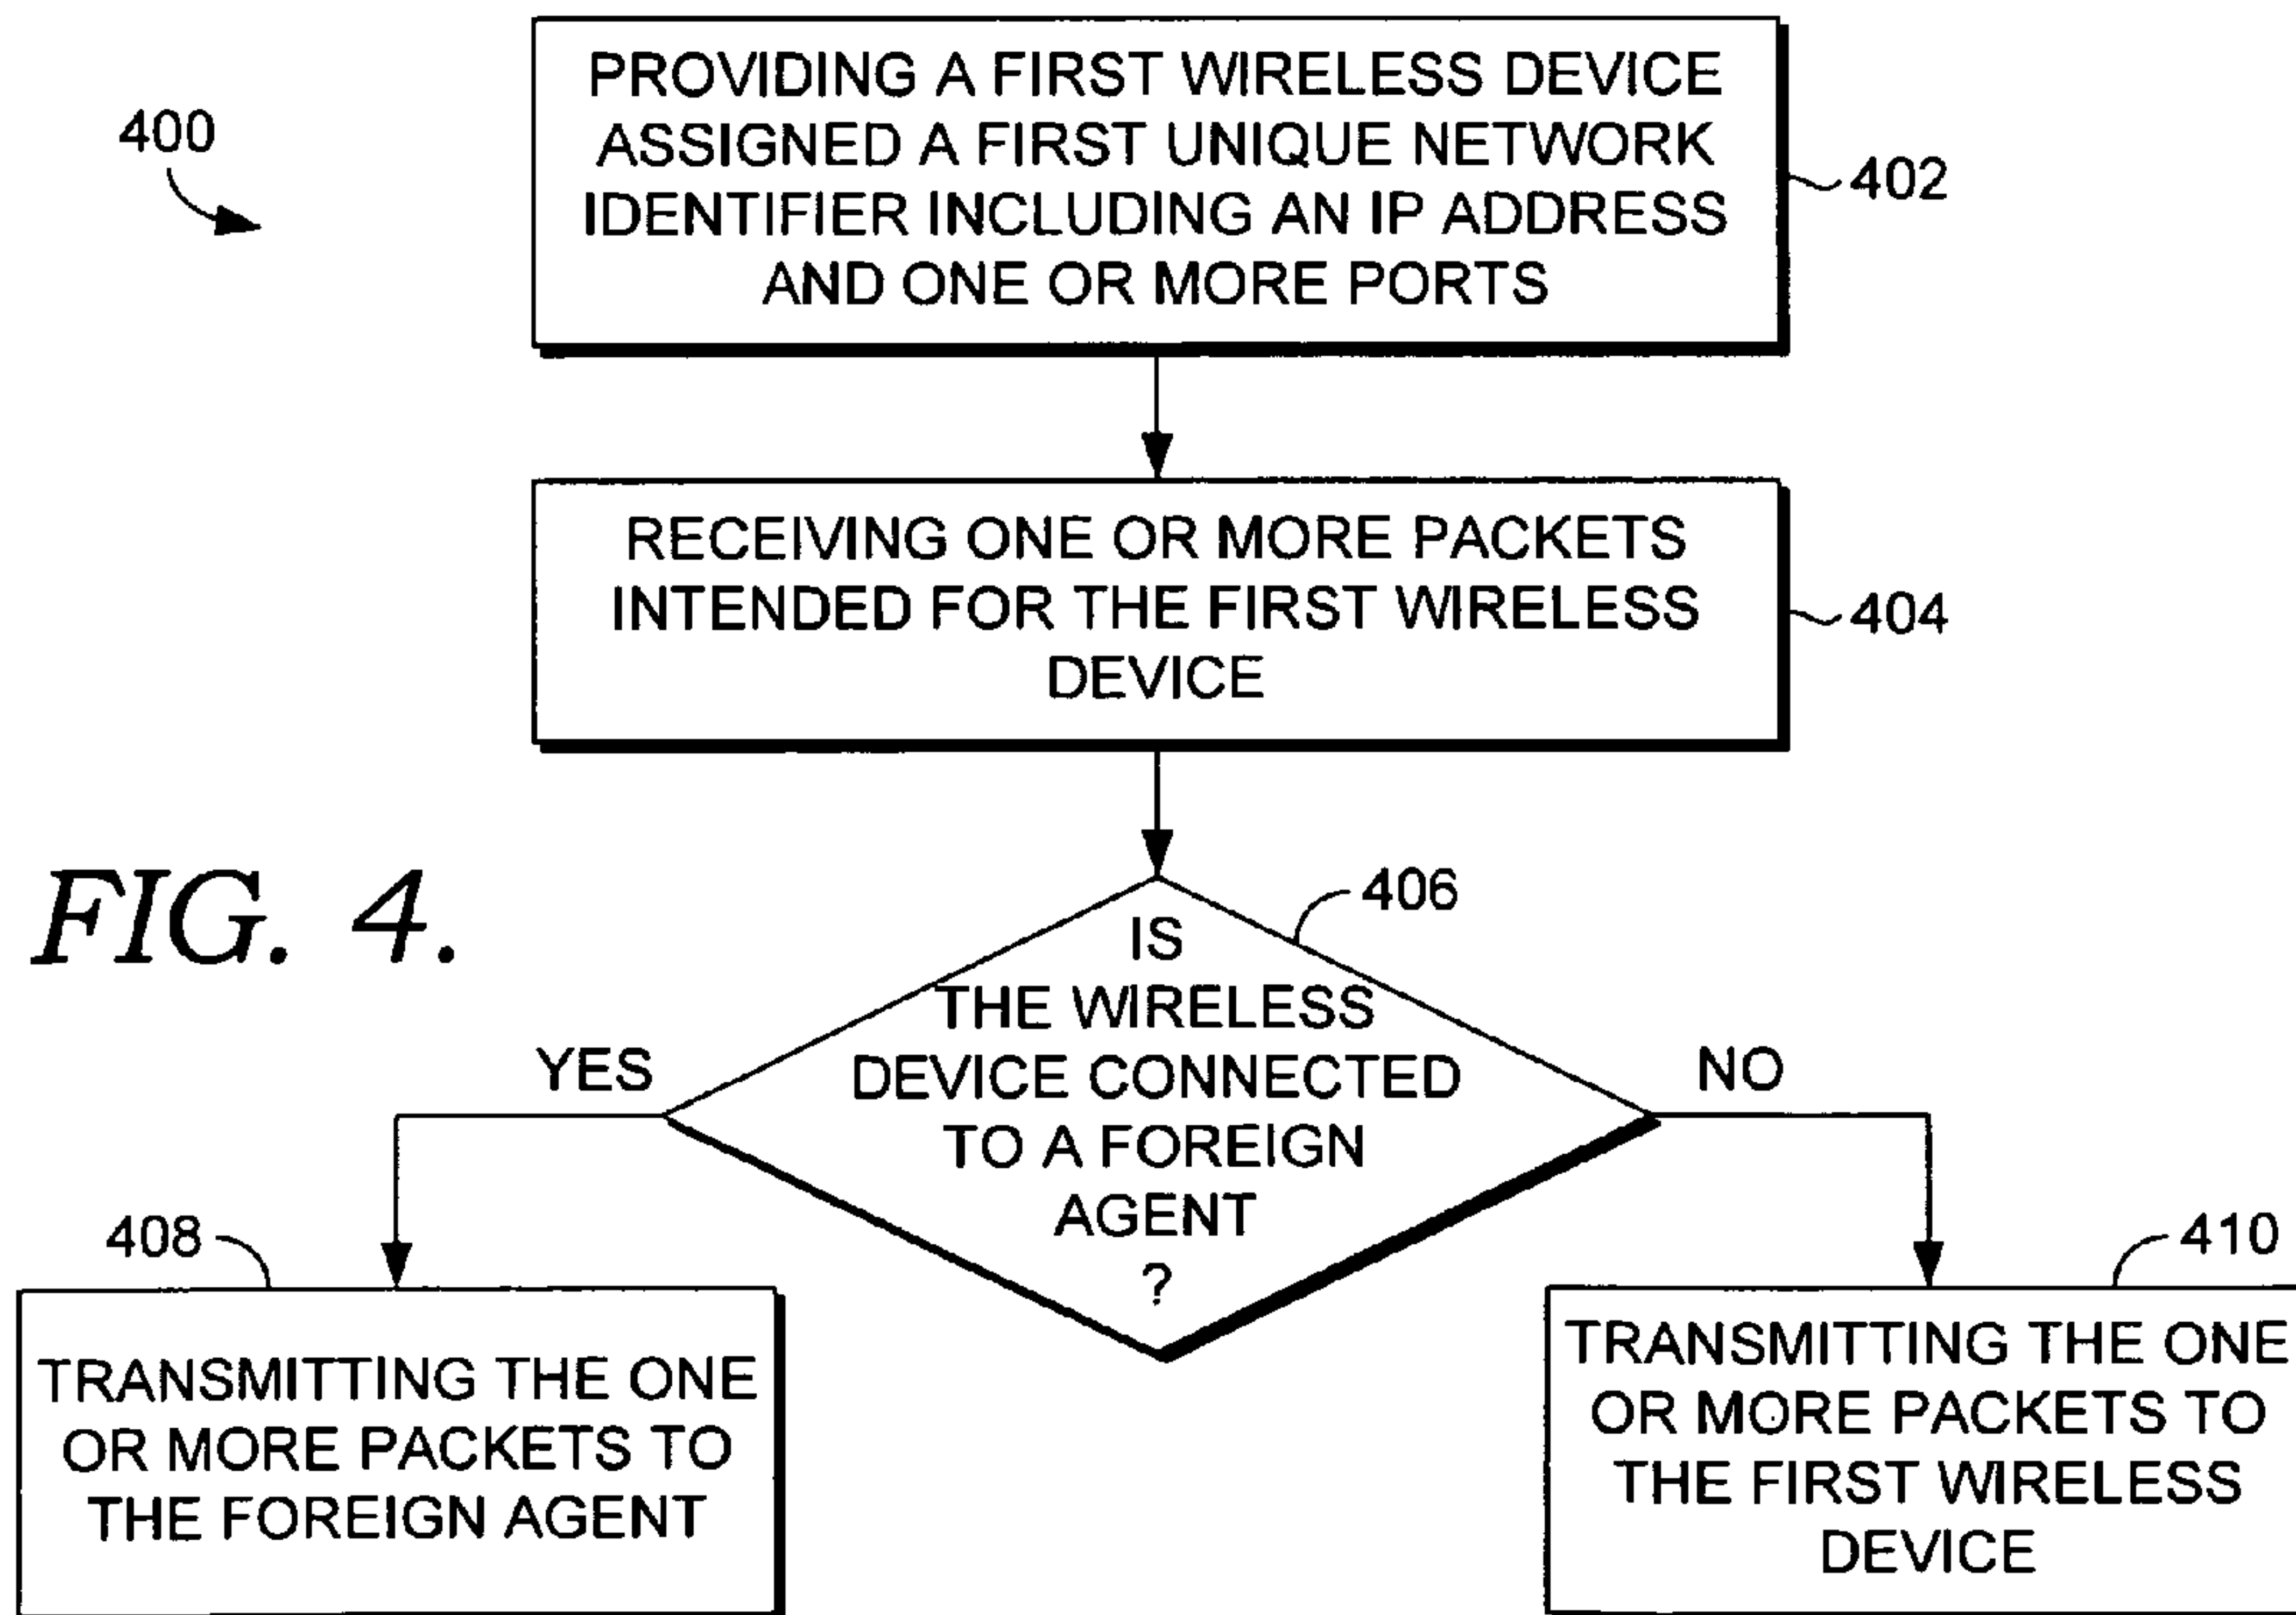 PROVIDING A FIRST WIRELESS DEVICE
ASSIGNED A FIRST UNIQUE NETWORK
IDENTIFIER INCLUDING AN IP ADDRESS
AND ONE OR MORE PORTS
400
402
RECEIVING ONE OR MORE PACKETS
INTENDED FOR THE FIRST WIRELESS
DEVICE
404
FIG. 4.
406
IS
THE WIRELESS
DEVICE CONNECTED
TO A FOREIGN
AGENT
?
YES
NO
408
TRANSMITTING THE ONE
OR MORE PACKETS TO
THE FOREIGN AGENT
410
TRANSMITTING THE ONE
OR MORE PACKETS TO
THE FIRST WIRELESS
DEVICE